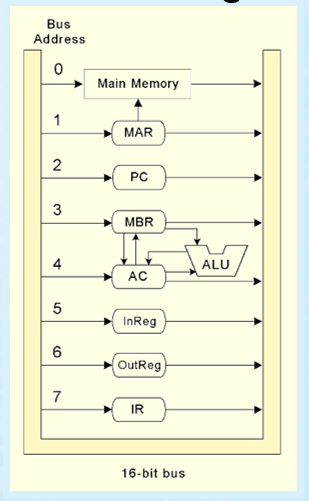 Bus
Address
0
Main Memory
1
MAR
2
PC
3
MBR
ALU
4
AC
5
InReg
6
OutReg
7
IR
16-bit bus